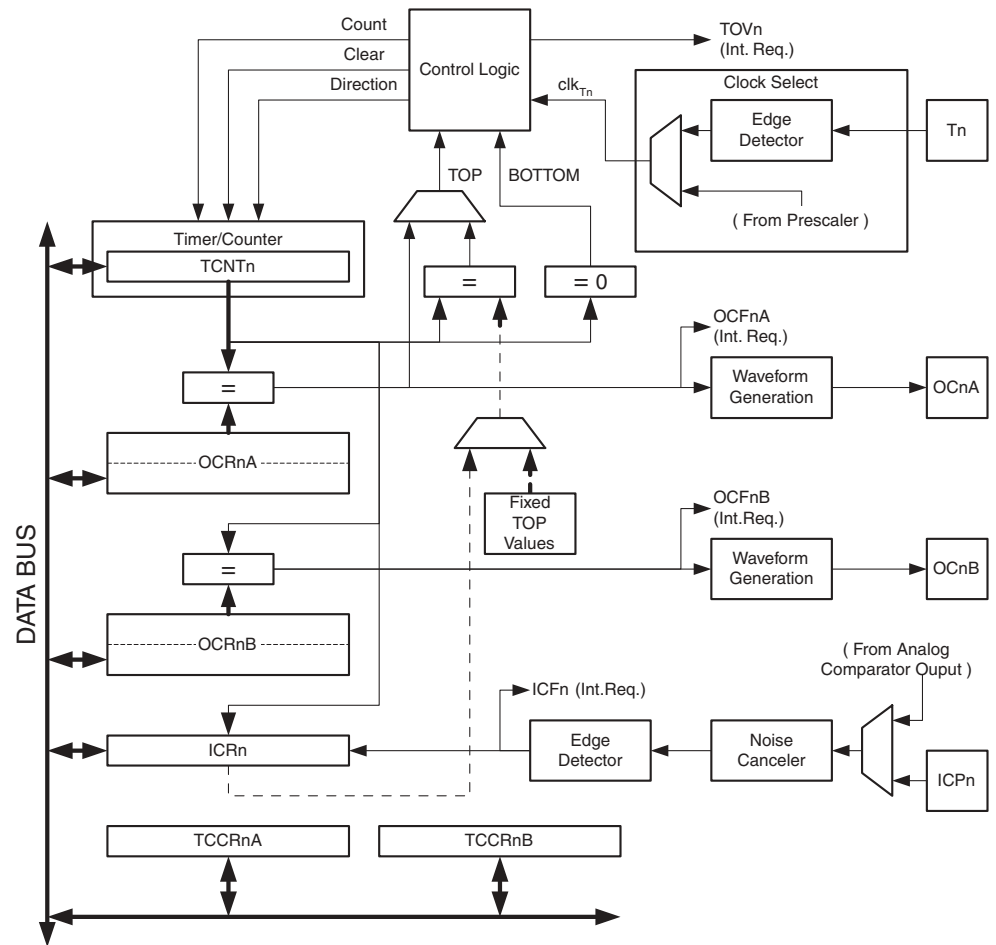 Count
TOVn
(Int. Req.)
Clear
Control Logic
Clock Select
Direction
clkTn
Edge
Detector
Tn
TOP
BOTTOM
( From Prescaler )
Timer/Counter
TCNTn
=
= 0
OCFnA
(Int. Req.)
=
Waveform
Generation
OCnA
OCRnA
Fixed
TOP
Values
OCFnB
(Int.Req.)
=
Waveform
Generation
OCnB
DATA BUS
OCRnB
( From Analog
Comparator Ouput )
ICFn (Int.Req.)
ICRn
Edge
Detector
Noise
Canceler
ICPn
TCCRnA
TCCRnB